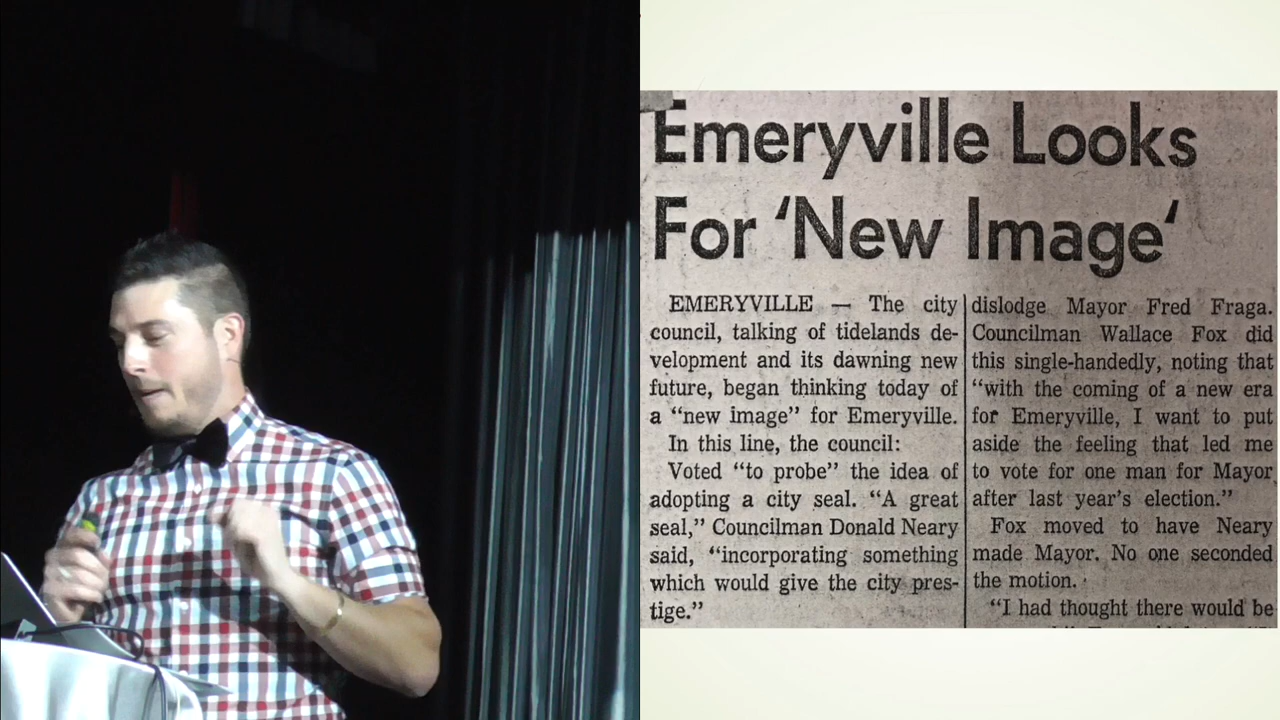 Emeryville Looks
For ‘New Image‘
EMERYVILLE — The city
council, talking of tidelands de-
velopment and its dawning new
future, began thinking today of
a “new image” for Emeryville.
In this line, the council:
Voted “to probe” the idea of
adopting a city seal. “A great
seal,” Councilman Donald Neary
said, “incorporating something
which would give the city pres-
tige.”
dislodge Mayor Fred Fraga.
Councilman Wallace Fox did
this single-handedly, noting that
“with the coming of a new era
for Emeryville, I want to put
aside the feeling that led me
to vote for one man for Mayor
after last year’s election.”
Fox moved to have Neary
made Mayor. No one seconded
the motion.
“I had thought there would be